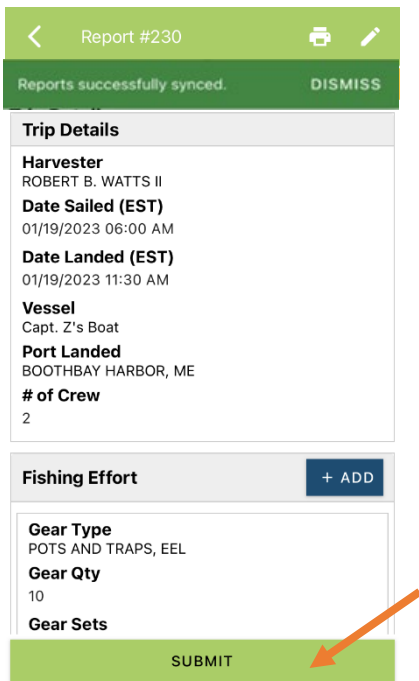 Report #230
Reports successfully synced. DISMISS
Trip Details
Harvester
ROBERT B. WATTS II
Date Sailed (EST)
01/19/2023 06:00 AM
Date Landed (EST)
01/19/2023 11:30 AM
Vessel
Capt. Z's Boat
Port Landed
BOOTHBAY HARBOR, ME
# of Crew
2
Fishing Effort + ADD
Gear Type
POTS AND TRAPS, EEL
Gear Qty
10
Gear Sets
SUBMIT